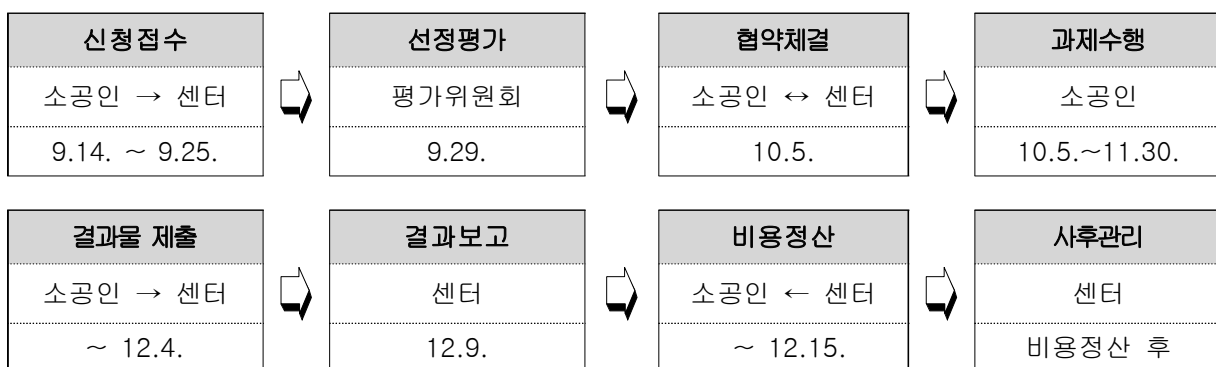 신청접수 선정평가 협약체결 과제수행
소공인 → 센터 평가위원회 소공인 ↔ 센터 소공인
9.14. ~ 9.25. 9.29. 10.5. 10.5.~11.30.
결과물 제출 결과보고 비용정산 사후관리
소공인 → 센터 센터 소공인 ← 센터 센터
~ 12.4. 12.9. ~ 12.15. 비용정산 후